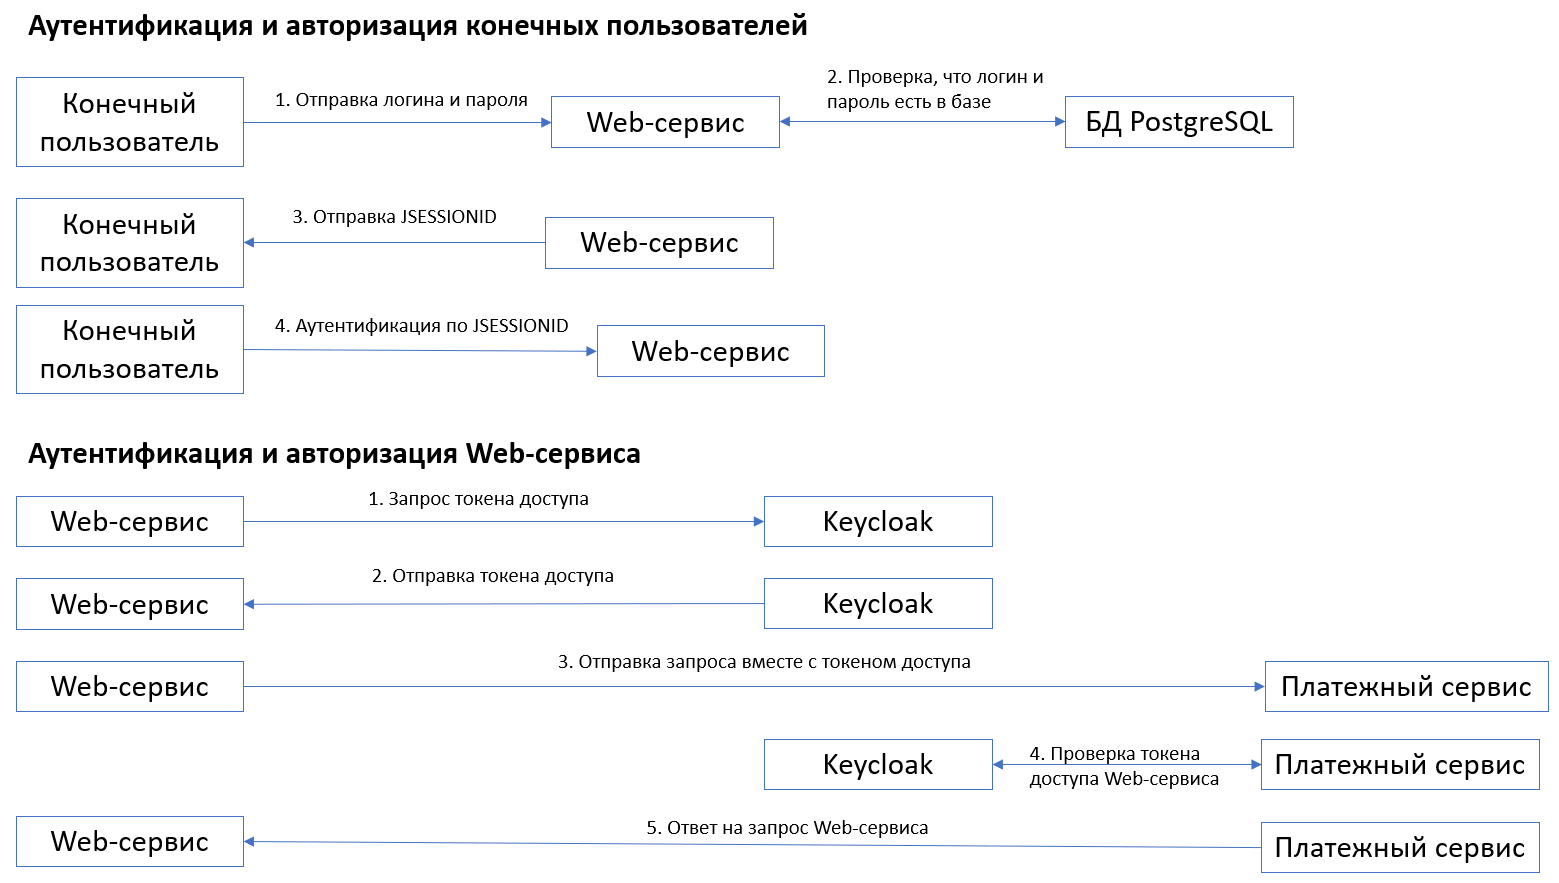 Аутентификация и авторизация конечных пользователей
Конечный
пользователь
1. Отправка логина и пароля
Web-сервис
2. Проверка, что логин и
пароль есть в базе
БД PostgreSQL
Конечный
пользователь
3. Отправка JSESSIONID
Web-сервис
Конечный
пользователь
4. Аутентификация по JSESSIONID
Web-сервис
Аутентификация и авторизация Web-сервиса
Web-сервис
1. Запрос токена доступа
Keycloak
Web-сервис
2. Отправка токена доступа
Keycloak
Web-сервис
3. Отправка запроса вместе с токеном доступа
Платежный сервис
Keycloak
4. Проверка токена
доступа Web-сервиса
Платежный сервис
Web-сервис
5. Ответ на запрос Web-сервиса
Платежный сервис